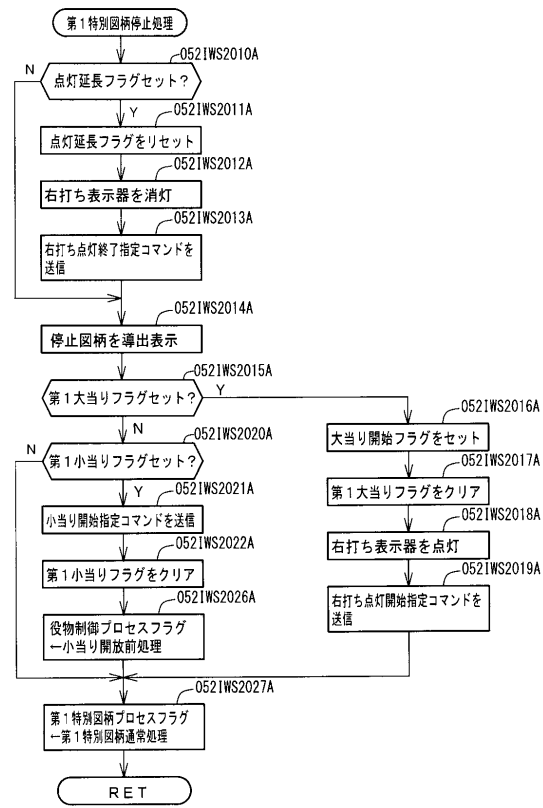 第1特別図柄停止処理
052IWS2010A
N
点灯延長フラグセット？
Y
052IWS2011A
点灯延長フラグをリセット
052IWS2012A
右打ち表示器を消灯
052IWS2013A
右打ち点灯終了指定コマンドを
送信
052IWS2014A
停止図柄を導出表示
052IWS2015A
第1大当りフラグセット？
Y
N
052IWS2016A
大当り開始フラグをセット
052IWS2017A
第1大当りフラグをクリア
052IWS2018A
右打ち表示器を点灯
052IWS2019A
右打ち点灯開始指定コマンドを
送信
052IWS2020A
N
第1小当りフラグセット？
Y
052IWS2021A
小当り開始指定コマンドを送信
052IWS2022A
第1小当りフラグをクリア
052IWS2026A
役物制御プロセスフラグ
←小当り開放前処理
052IWS2027A
第1特別図柄プロセスフラグ
←第1特別図柄通常処理
RET